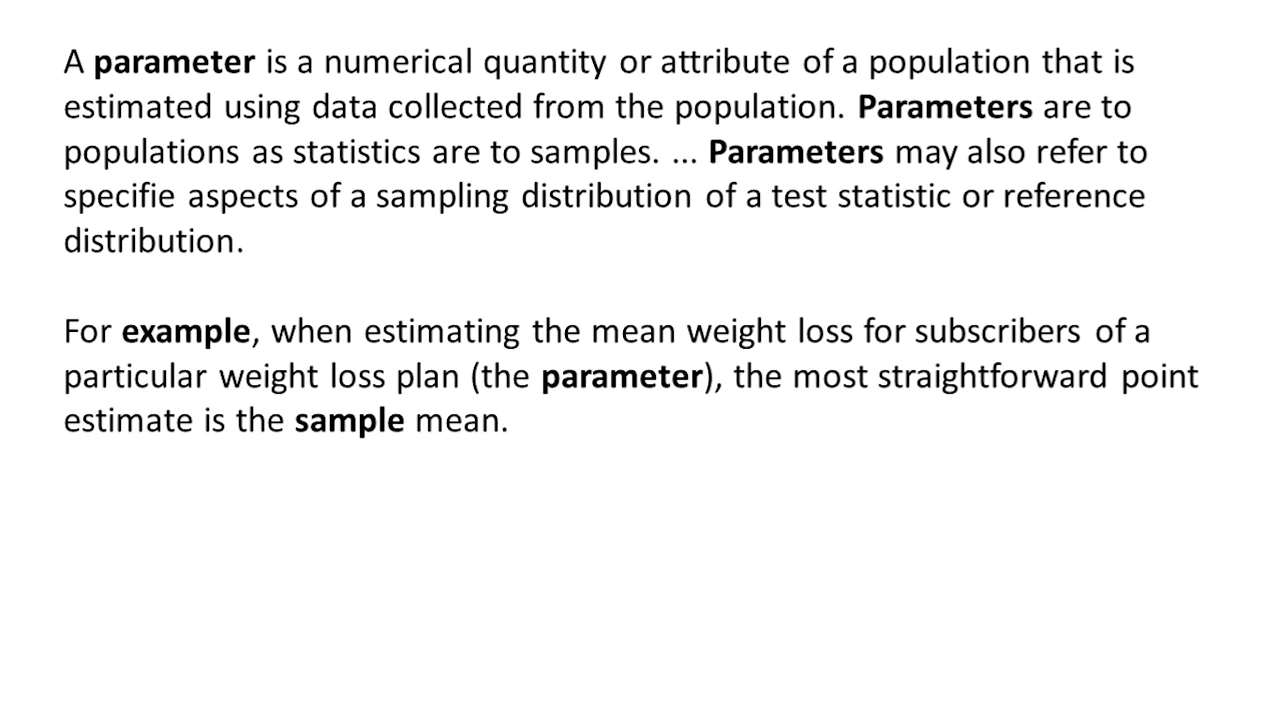 A parameter is a numerical quantity or attribute of a population that is
estimated using data collected from the population. Parameters are to
populations as statistics are to samples. ... Parameters may also refer to
specifie aspects of a sampling distribution of a test statistic or reference
distribution.
For example, when estimating the mean weight loss for subscribers of a
particular weight loss plan (the parameter), the most straightforward point
estimate is the sample mean.